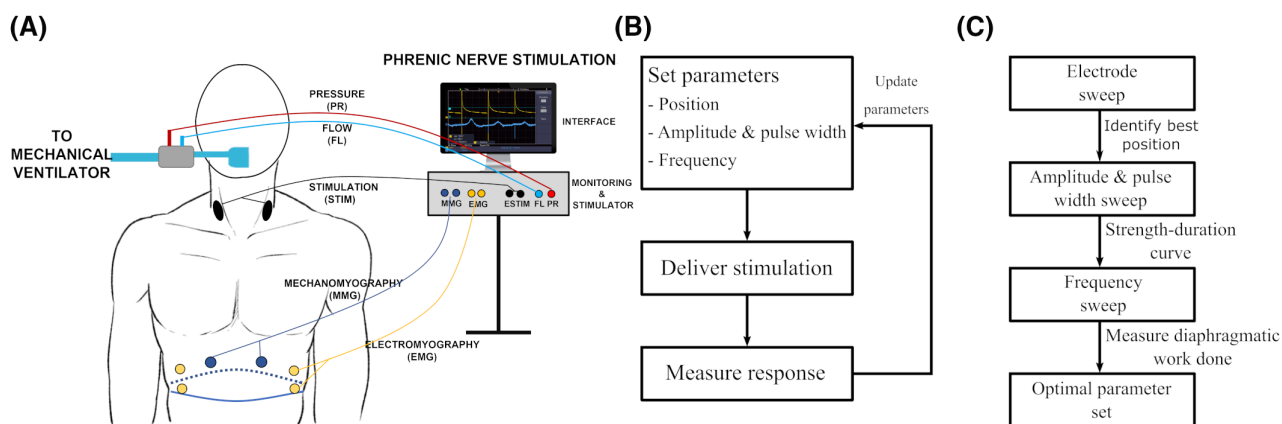 (A)
PHRENIC NERVE STIMULATION
PRESSURE
(PR)
FLOW
(FL)
INTERFACE
TO
MECHANICAL
VENTILATOR
STIMULATION
(STIM)
MONITORING
&
STIMULATOR
MMG EMG ESTIM FL PR
MECHANOMYOGRAPHY
(MMG)
ELECTROMYOGRAPHY
(EMG)
(B)
Set parameters
- Position
- Amplitude & pulse width
- Frequency
Update
parameters
Deliver stimulation
Measure response
(C)
Electrode
sweep
Identify best
position
Amplitude & pulse
width sweep
Strength-duration
curve
Frequency
sweep
Measure diaphragmatic
work done
Optimal parameter
set